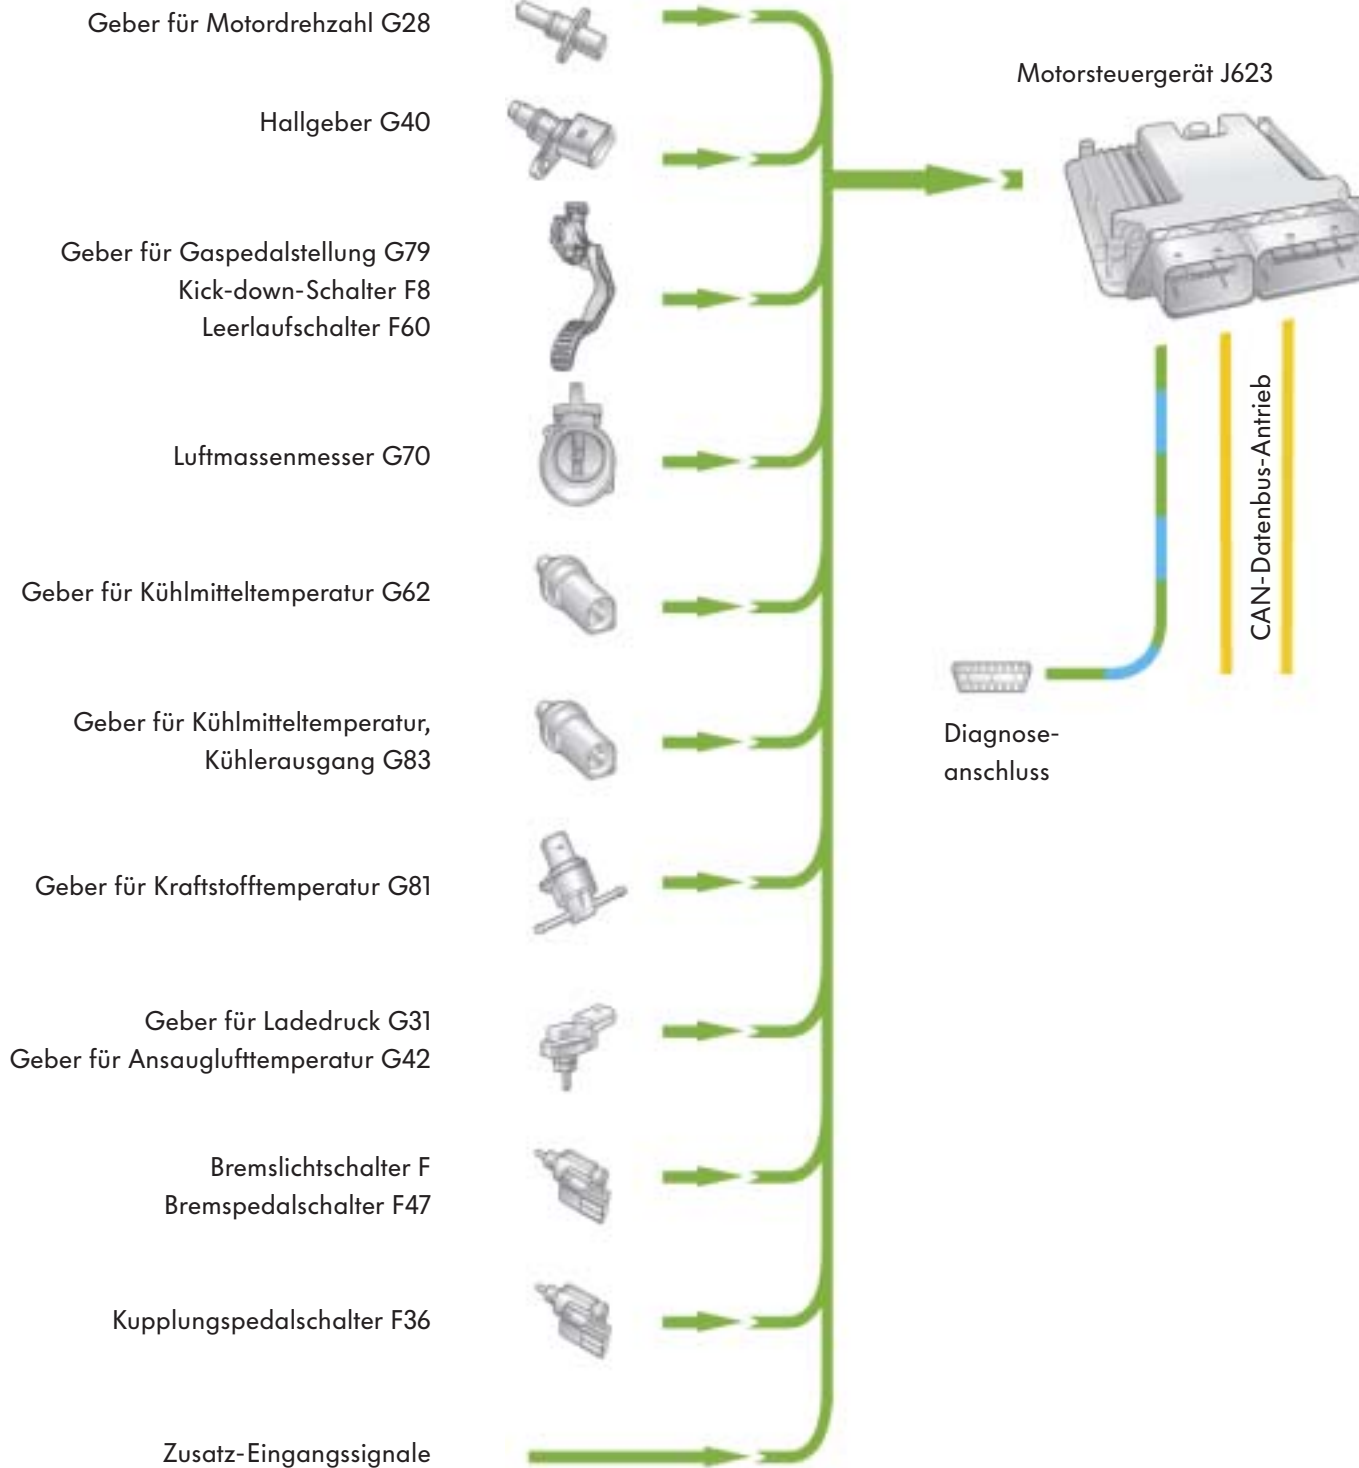 Geber für Motordrehzahl G28
Motorsteuergerät J623
Hallgeber G40
Geber für Gaspedalstellung G79
Kick-down-Schalter F8
Leerlaufschalter F60
Luftmassenmesser G70
CAN-Datenbus-Antrieb
Geber für Kühlmitteltemperatur G62
Geber für Kühlmitteltemperatur,
Kühlerausgang G83
Diagnose-
anschluss
Geber für Kraftstofftemperatur G81
Geber für Ladedruck G31
Geber für Ansauglufttemperatur G42
Bremslichtschalter F
Bremspedalschalter F47
Kupplungspedalschalter F36
Zusatz-Eingangssignale